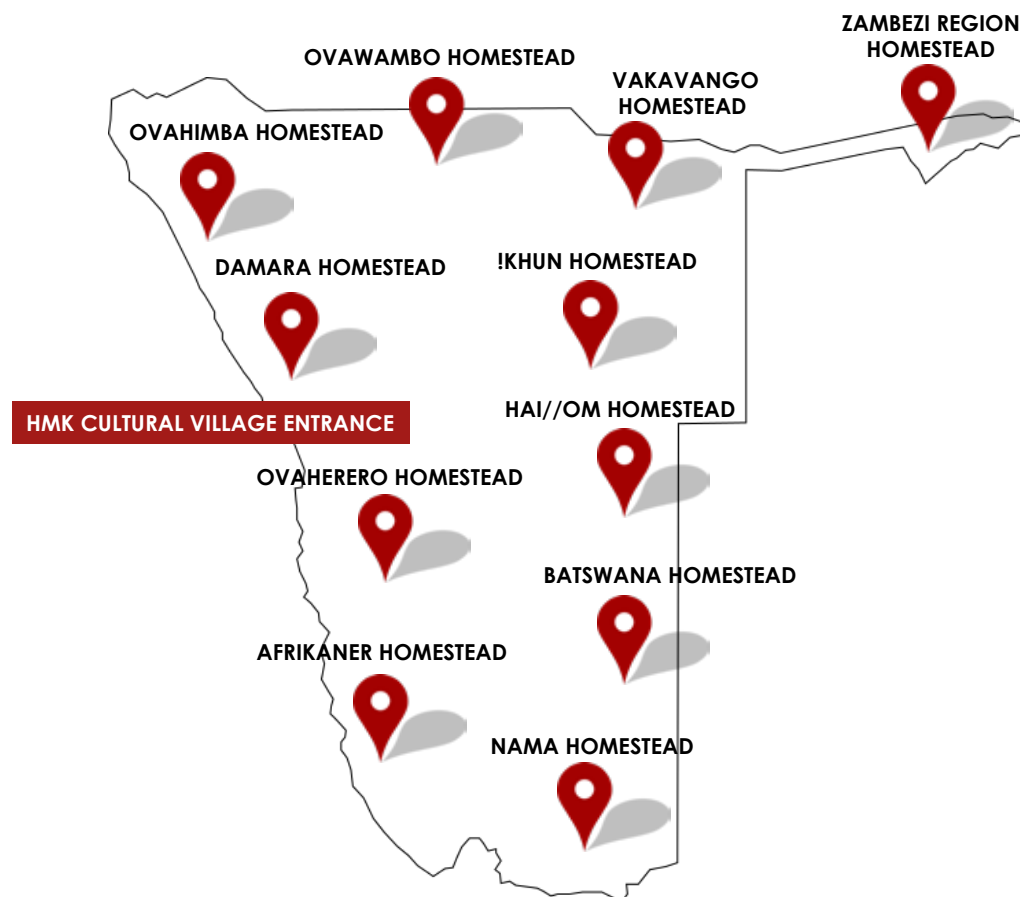 ZAMBEZI REGION
HOMESTEAD
OVAWAMBO HOMESTEAD
VAKAVANGO
HOMESTEAD
OVAHIMBA HOMESTEAD
DAMARA HOMESTEAD
!KHUN HOMESTEAD
HMK CULTURAL VILLAGE ENTRANCE
HAI//OM HOMESTEAD
OVAHERERO HOMESTEAD
BATSWANA HOMESTEAD
AFRIKANER HOMESTEAD
NAMA HOMESTEAD